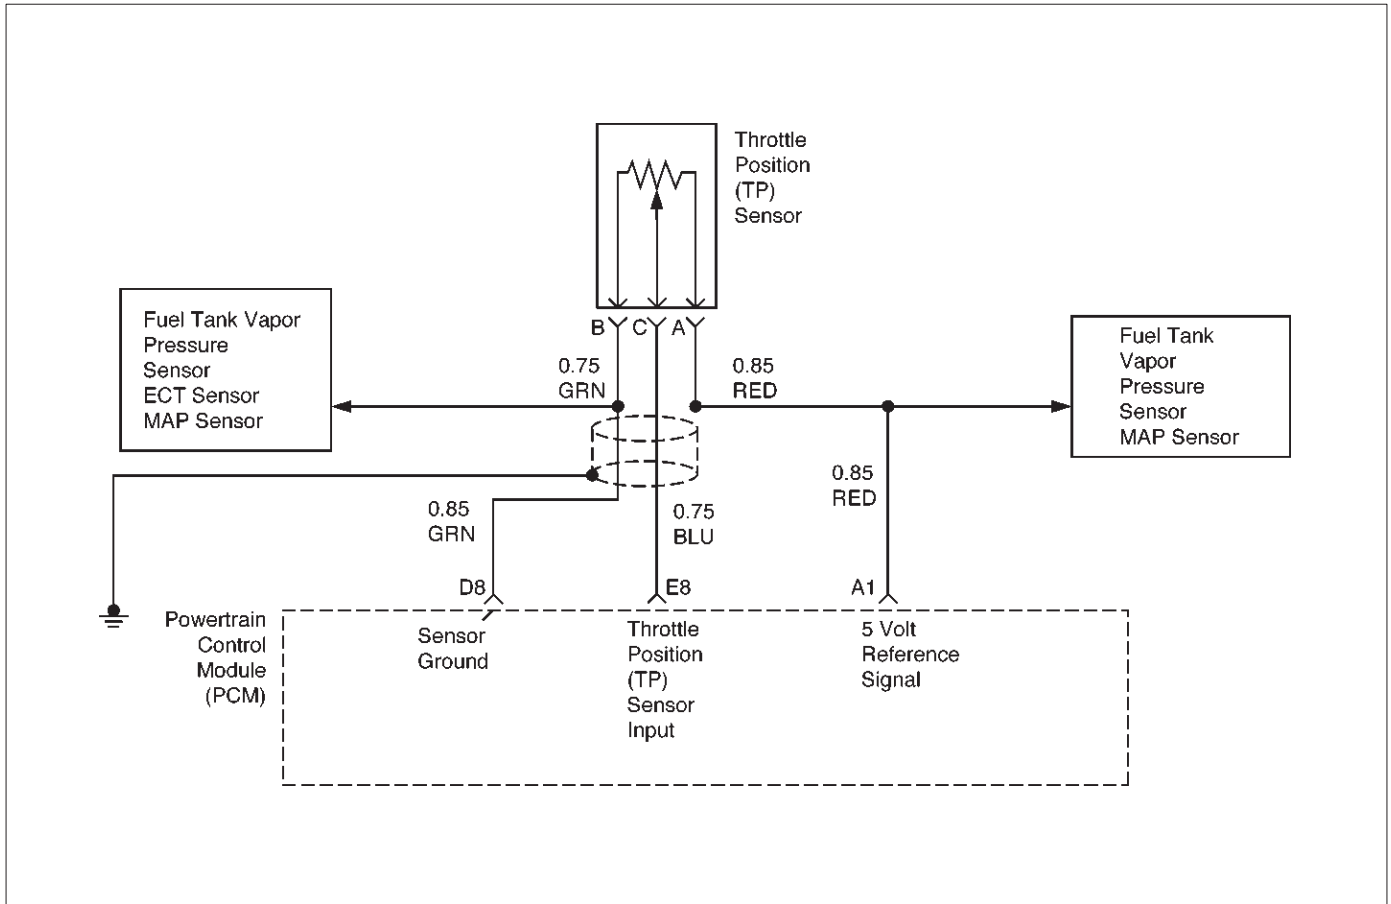 Throttle
Position
(TP)
Sensor
Fuel Tank Vapor
Pressure
Sensor
ECT Sensor
MAP Sensor
B
C
A
0.75
GRN
0.85
RED
Fuel Tank
Vapor
Pressure
Sensor
MAP Sensor
0.85
GRN
0.75
BLU
0.85
RED
D8
E8
A1
Powertrain
Control
Module
(PCM)
Sensor
Ground
Throttle
Position
(TP)
Sensor
Input
5 Volt
Reference
Signal